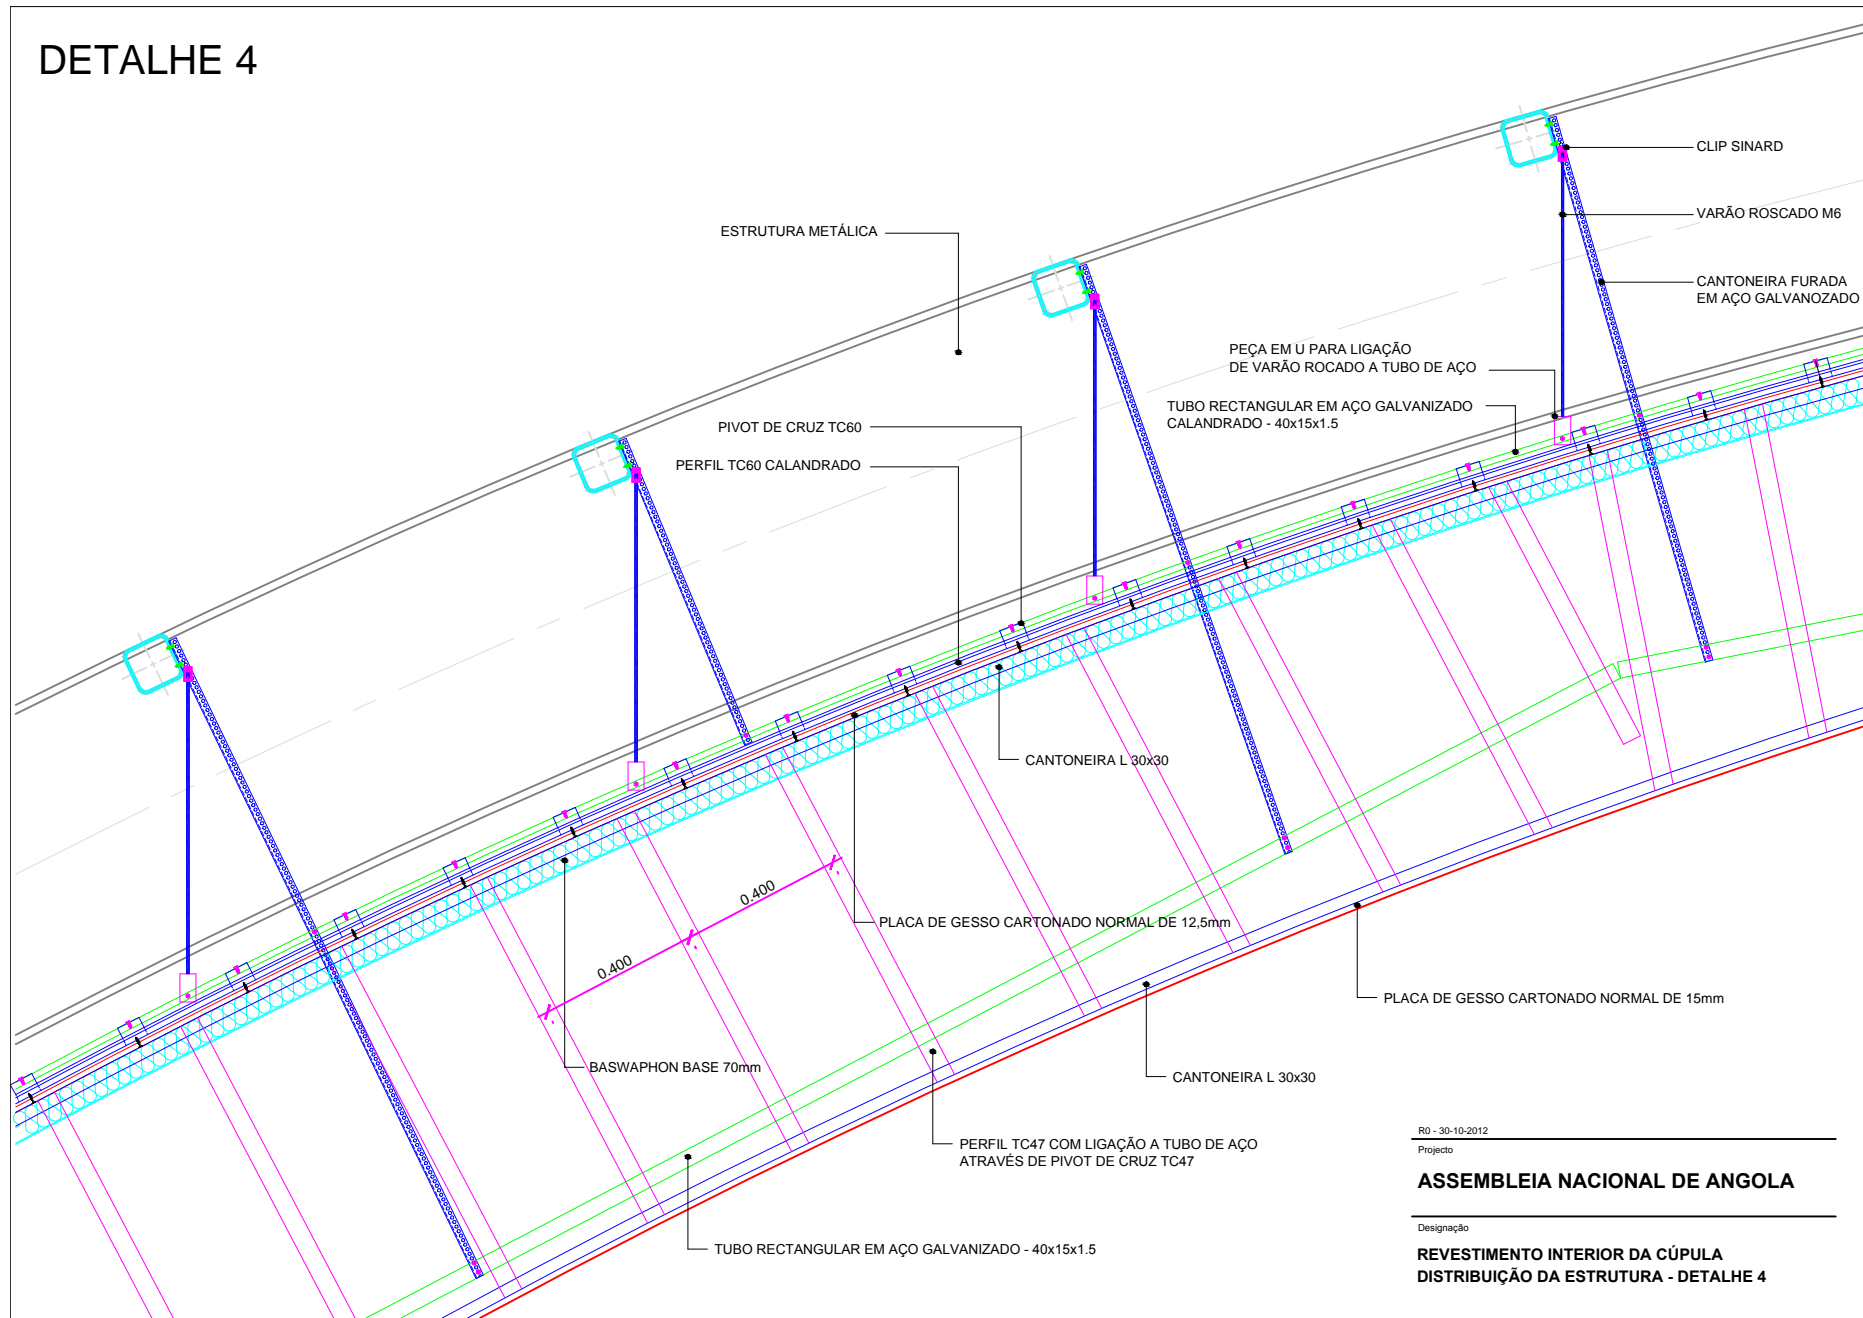 DETALHE 4
CLIP SINARD
VARÃO ROSCADO M6
ESTRUTURA METÁLICA
CANTONEIRA FURADA
EM AÇO GALVANOZADO
PEÇA EM U PARA LIGAÇÃO
DE VARÃO ROCADO A TUBO DE AÇO
TUBO RECTANGULAR EM AÇO GALVANIZADO
CALANDRADO - 40x15x1.5
PIVOT DE CRUZ TC60
PERFIL TC60 CALANDRADO
CANTONEIRA L 30x30
0.400
0.400
PLACA DE GESSO CARTONADO NORMAL DE 12,5mm
PLACA DE GESSO CARTONADO NORMAL DE 15mm
BASWAPHON BASE 70mm
CANTONEIRA L 30x30
PERFIL TC47 COM LIGAÇÃO A TUBO DE AÇO
ATRAVÉS DE PIVOT DE CRUZ TC47
TUBO RECTANGULAR EM AÇO GALVANIZADO - 40x15x1.5
R0 - 30-10-2012
Projecto
ASSEMBLEIA NACIONAL DE ANGOLA
Designação
REVESTIMENTO INTERIOR DA CÚPULA
DISTRIBUIÇÃO DA ESTRUTURA - DETALHE 4